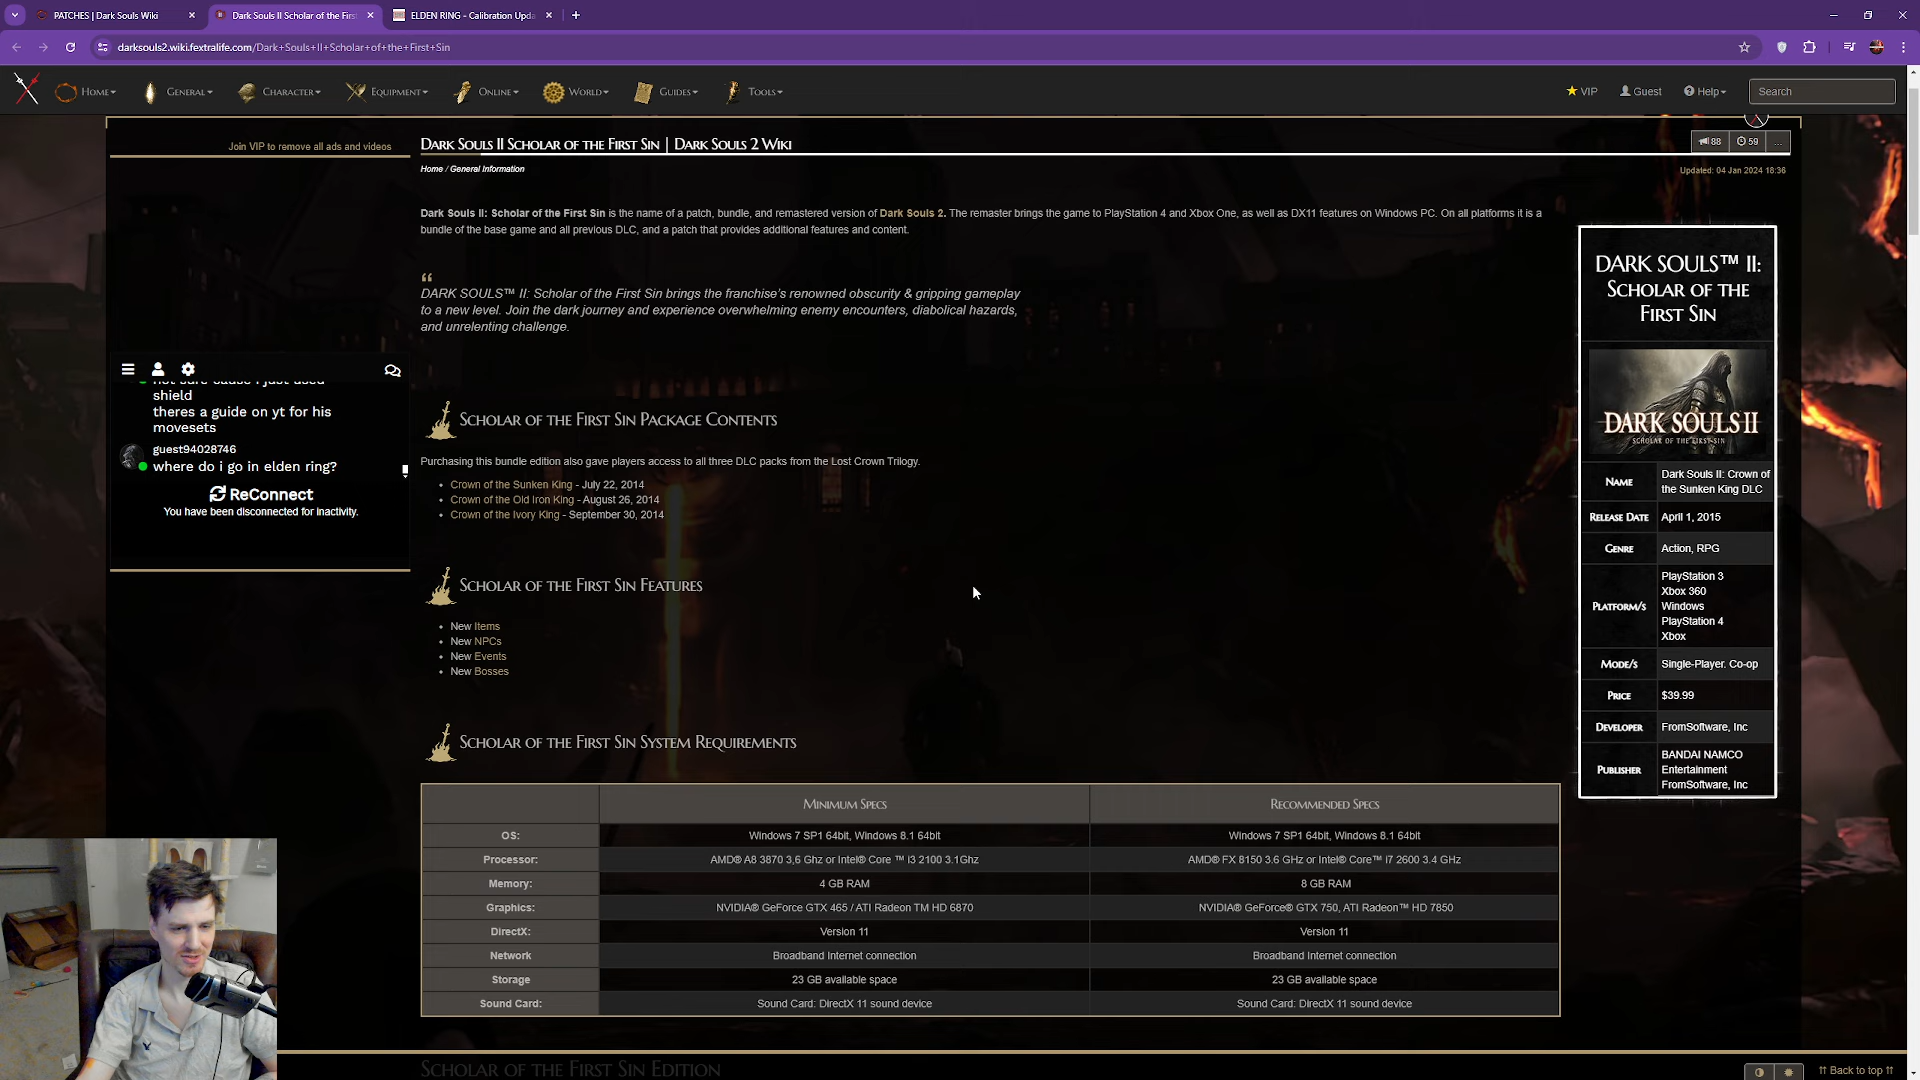 PATCHES | Dark Souls Wiki
Dark Souls II Scholar of the Firs
ELDEN RING - Calibration Upda
darksouls2.wiki.fextralife.com/Dark+Souls+II+Scholar+of+the+First+Sin
Home
General
Character
Equipment
Online
World
Guides
Tools
VIP
Guest
Help
Search
Join VIP to remove all ads and videos
Dark Souls II Scholar of the First Sin | Dark Souls 2 Wiki
88
59
...
Home / General Information
Updated: 04 Jan 2024 18:36
Dark Souls II: Scholar of the First Sin is the name of a patch, bundle, and remastered version of Dark Souls 2. The remaster brings the game to PlayStation 4 and Xbox One, as well as DX11 features on Windows PC. On all platforms it is a
bundle of the base game and all previous DLC, and a patch that provides additional features and content.
“
DARK SOULS™ II: Scholar of the First Sin brings the franchise's renowned obscurity & gripping gameplay
to a new level. Join the dark journey and experience overwhelming enemy encounters, diabolical hazards,
and unrelenting challenge.
not sure cause i just used
shield
theres a guide on yt for his
movesets
guest94028746
where do i go in elden ring?
ReConnect
You have been disconnected for inactivity.
Scholar of the First Sin Package Contents
Purchasing this bundle edition also gave players access to all three DLC packs from the Lost Crown Trilogy.
• Crown of the Sunken King - July 22, 2014
• Crown of the Old Iron King - August 26, 2014
• Crown of the Ivory King - September 30, 2014
Scholar of the First Sin Features
• New Items
• New NPCs
• New Events
• New Bosses
Scholar of the First Sin System Requirements
Minimum Specs Recommended Specs
OS: Windows 7 SP1 64bit, Windows 8.1 64bit Windows 7 SP1 64bit, Windows 8.1 64bit
Processor: AMD® A8 3870 3,6 Ghz or Intel® Core ™ i3 2100 3.1Ghz AMD® FX 8150 3.6 GHz or Intel® Core™ i7 2600 3.4 GHz
Memory: 4 GB RAM 8 GB RAM
Graphics: NVIDIA® GeForce GTX 465 / ATI Radeon TM HD 6870 NVIDIA® GeForce® GTX 750, ATI Radeon™ HD 7850
DirectX: Version 11 Version 11
Network Broadband Internet connection Broadband Internet connection
Storage 23 GB available space 23 GB available space
Sound Card: Sound Card: DirectX 11 sound device Sound Card: DirectX 11 sound device
Scholar of the First Sin Edition
DARK SOULS™ II:
Scholar of the
First Sin
DARK SOULS II
SCHOLAR OF THE FIRST SIN
Name Dark Souls II: Crown of
the Sunken King DLC
Release Date April 1, 2015
Genre Action, RPG
Platform/s PlayStation 3
Xbox 360
Windows
PlayStation 4
Xbox
Mode/s Single-Player. Co-op
Price $39.99
Developer FromSoftware, Inc
Publisher BANDAI NAMCO
Entertainment
FromSoftware, Inc
⇈ Back to top ⇈